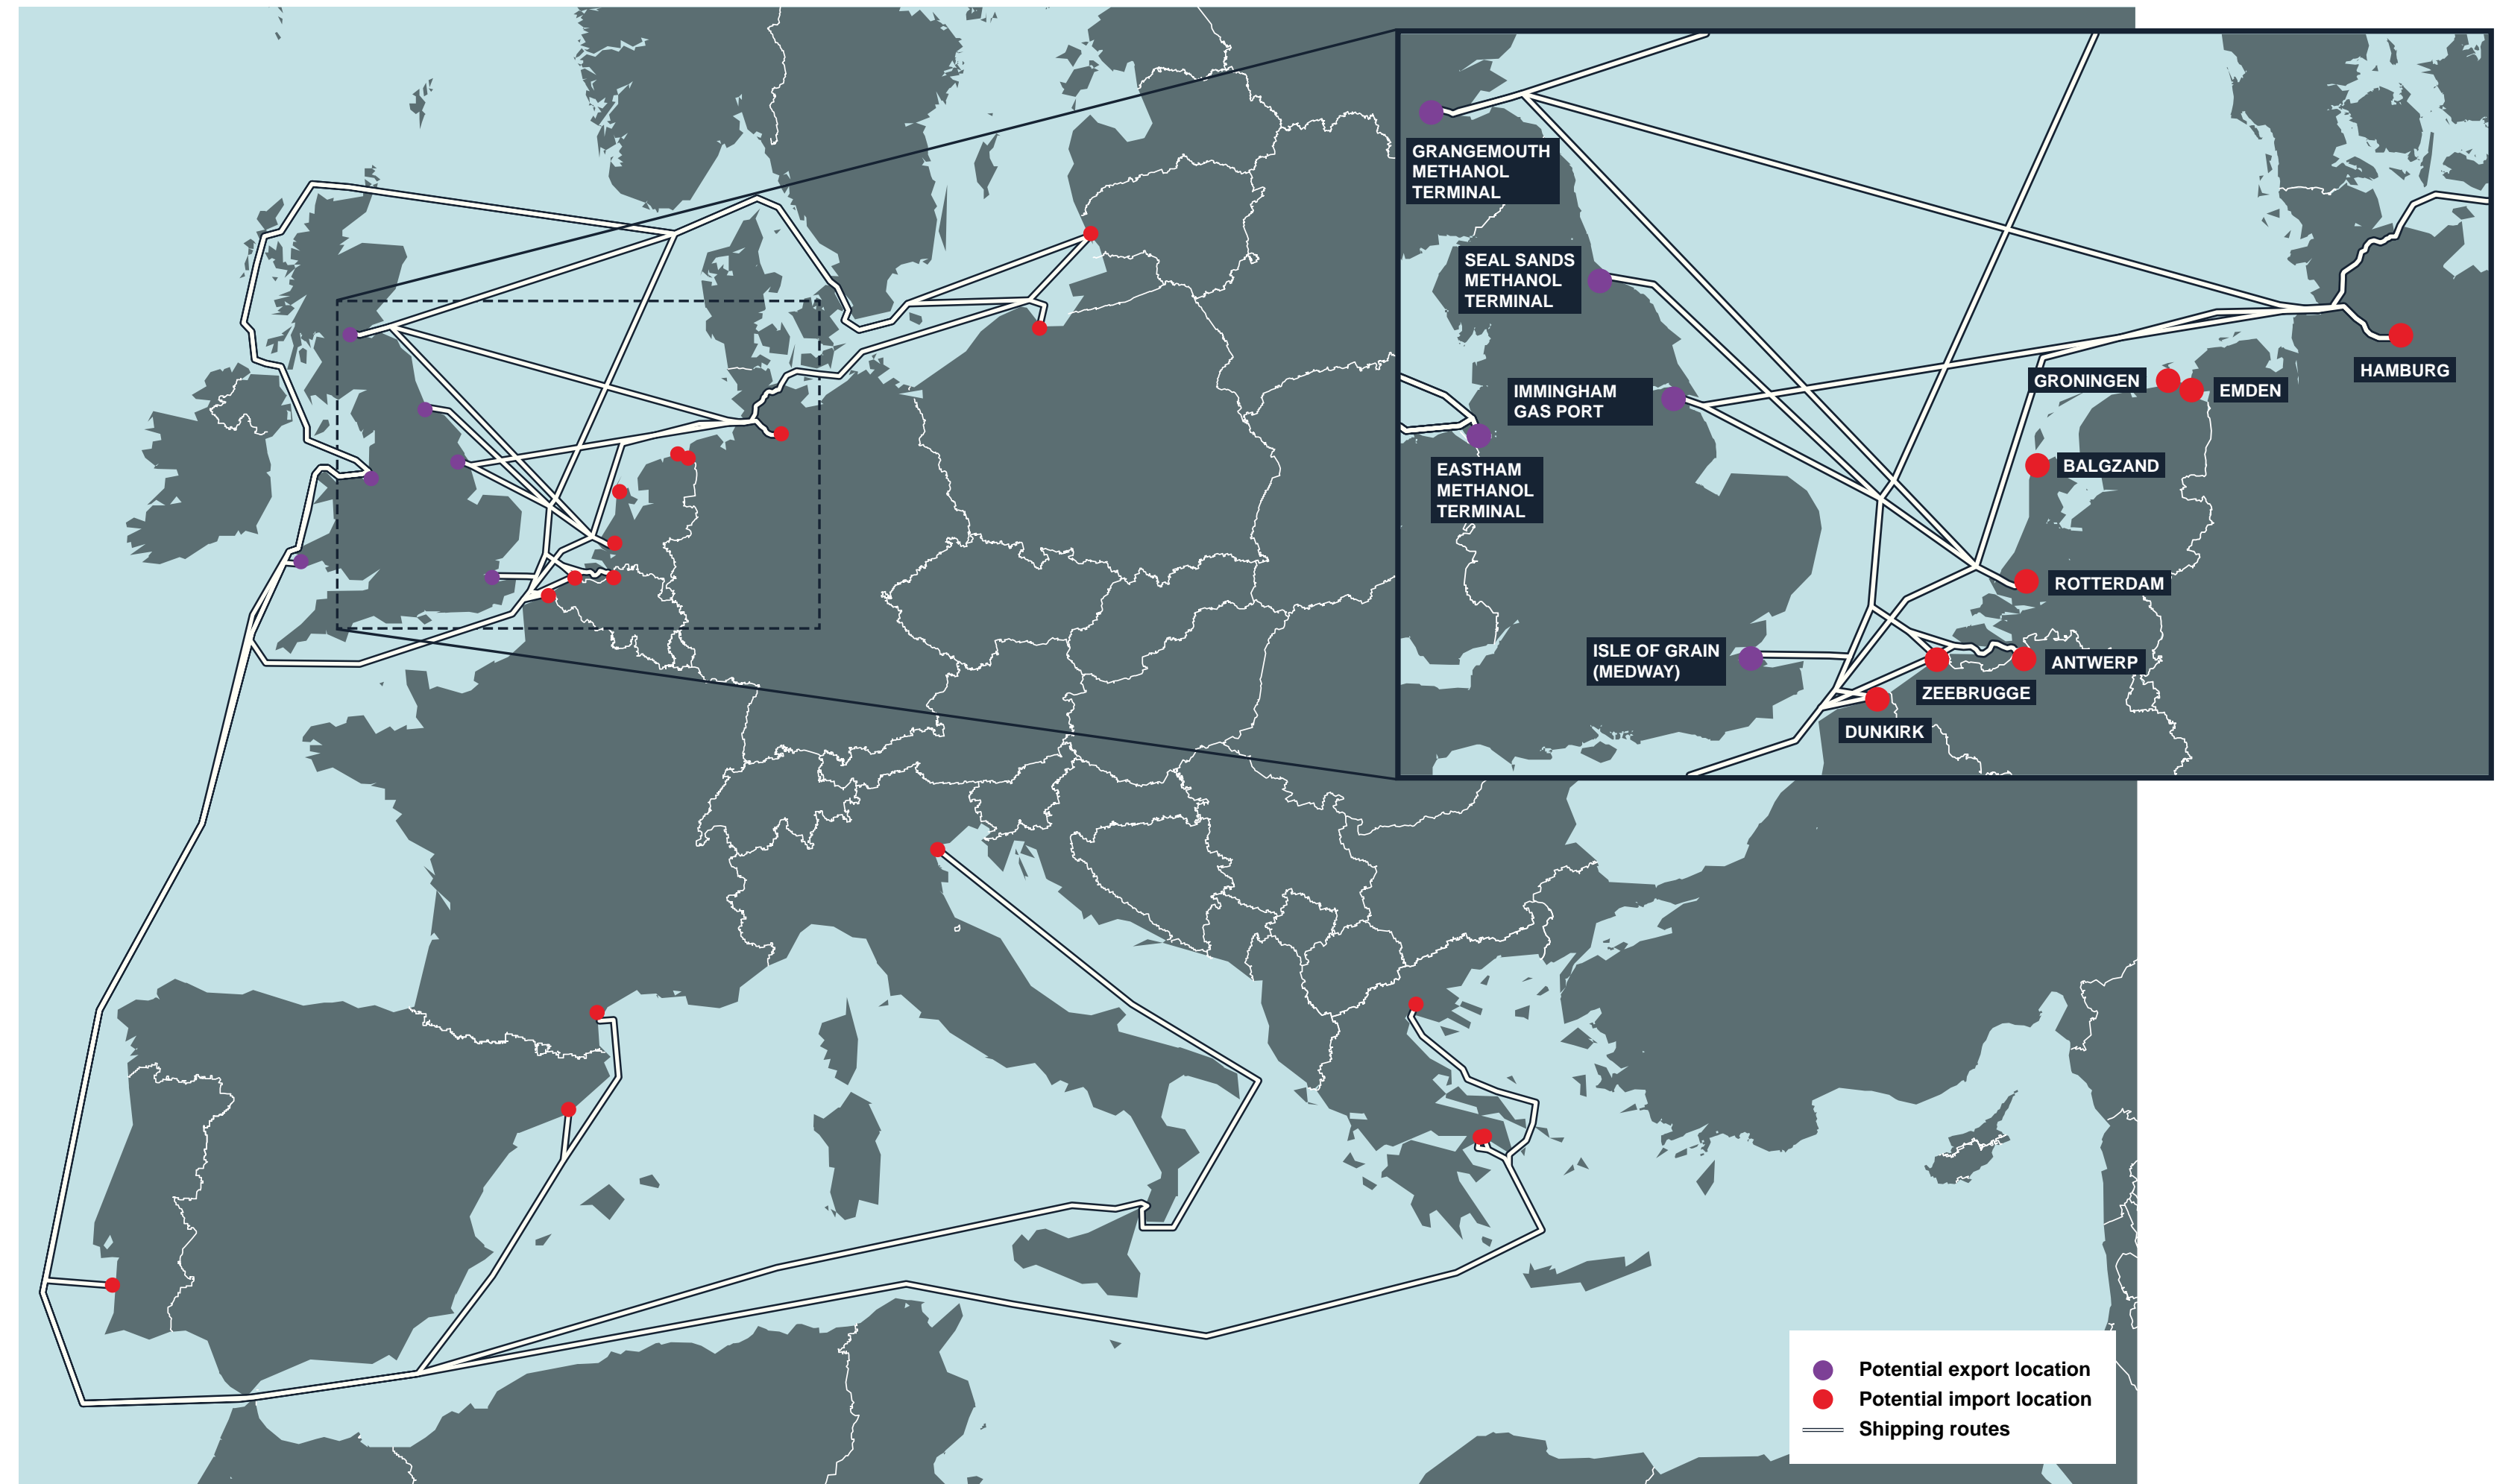 GRANGEMOUTH
METHANOL
TERMINAL
SEAL SANDS
METHANOL
TERMINAL
IMMINGHAM
GAS PORT
EASTHAM
METHANOL
TERMINAL
ISLE OF GRAIN
(MEDWAY)
HAMBURG
GRONINGEN
EMDEN
BALGZAND
ROTTERDAM
ANTWERP
ZEEBRUGGE
DUNKIRK
Potential export location
Potential import location
Shipping routes